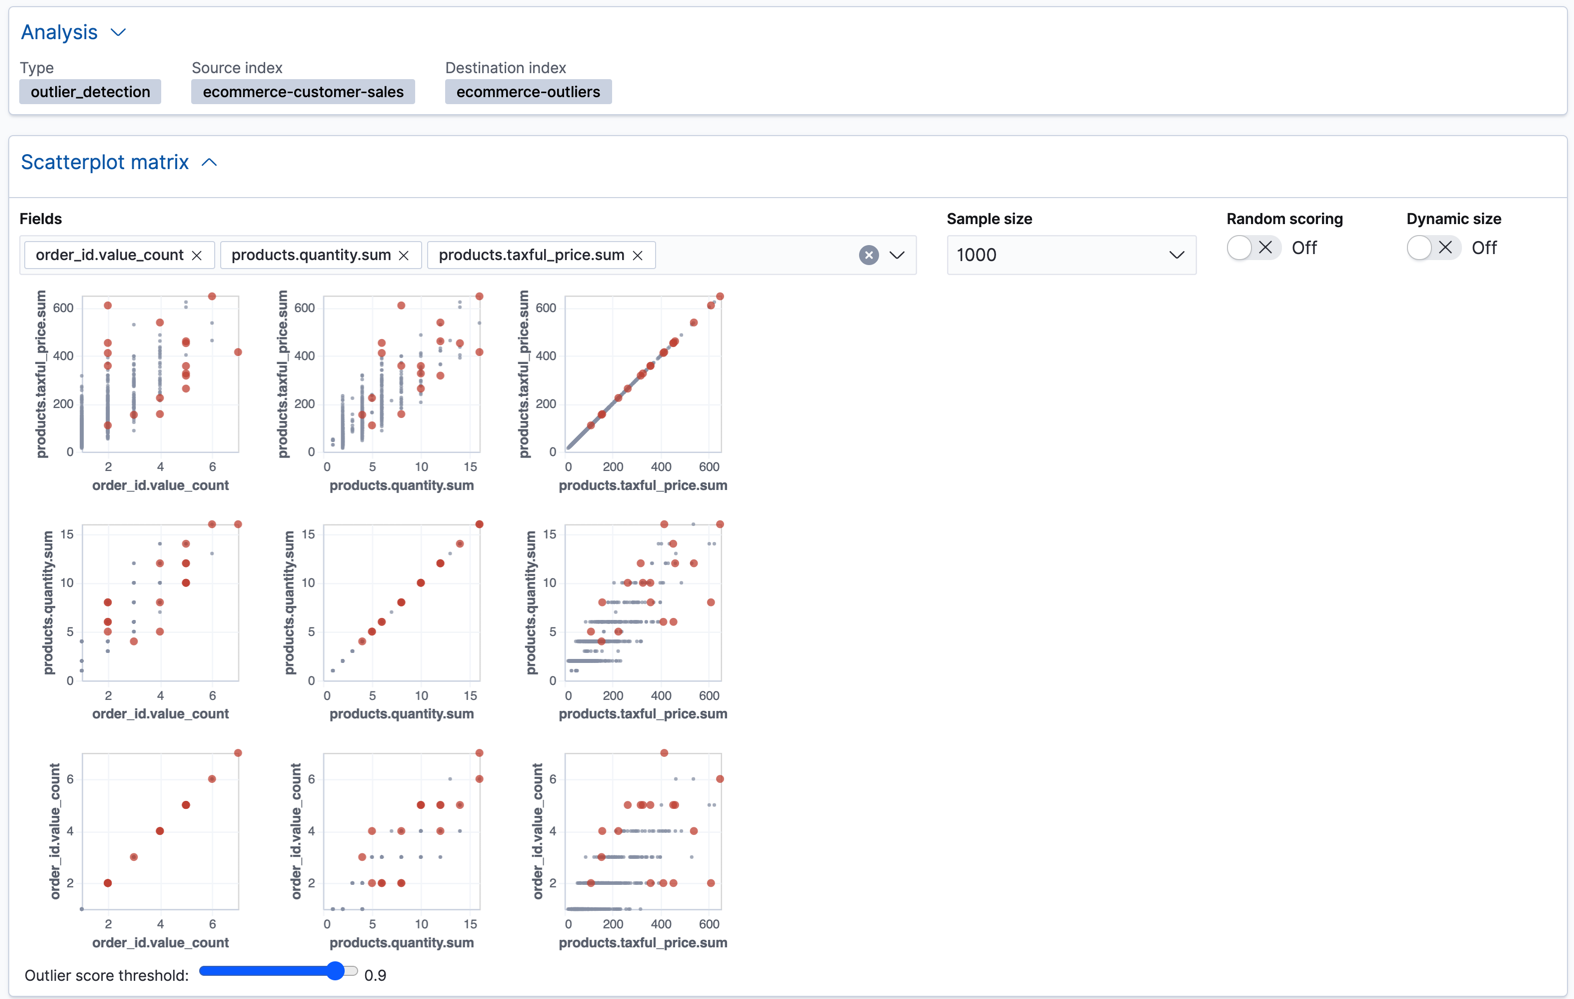 Analysis
Type Source index Destination index
outlier_detection ecommerce-customer-sales ecommerce-outliers
Scatterplot matrix
Fields Sample size Random scoring Dynamic size
order_id.value_count products.quantity.sum products.taxful_price.sum 1000 Off Off
products.taxful_price.sum
600
400
200
0
2 4 6
order_id.value_count
products.taxful_price.sum
600
400
200
0
0 5 10 15
products.quantity.sum
products.taxful_price.sum
600
400
200
0
0 200 400 600
products.taxful_price.sum
products.quantity.sum
15
10
5
0
2 4 6
order_id.value_count
products.quantity.sum
15
10
5
0
0 5 10 15
products.quantity.sum
products.quantity.sum
15
10
5
0
0 200 400 600
products.taxful_price.sum
order_id.value_count
6
4
2
2 4 6
order_id.value_count
order_id.value_count
6
4
2
0 5 10 15
products.quantity.sum
order_id.value_count
6
4
2
0 200 400 600
products.taxful_price.sum
Outlier score threshold: 0.9